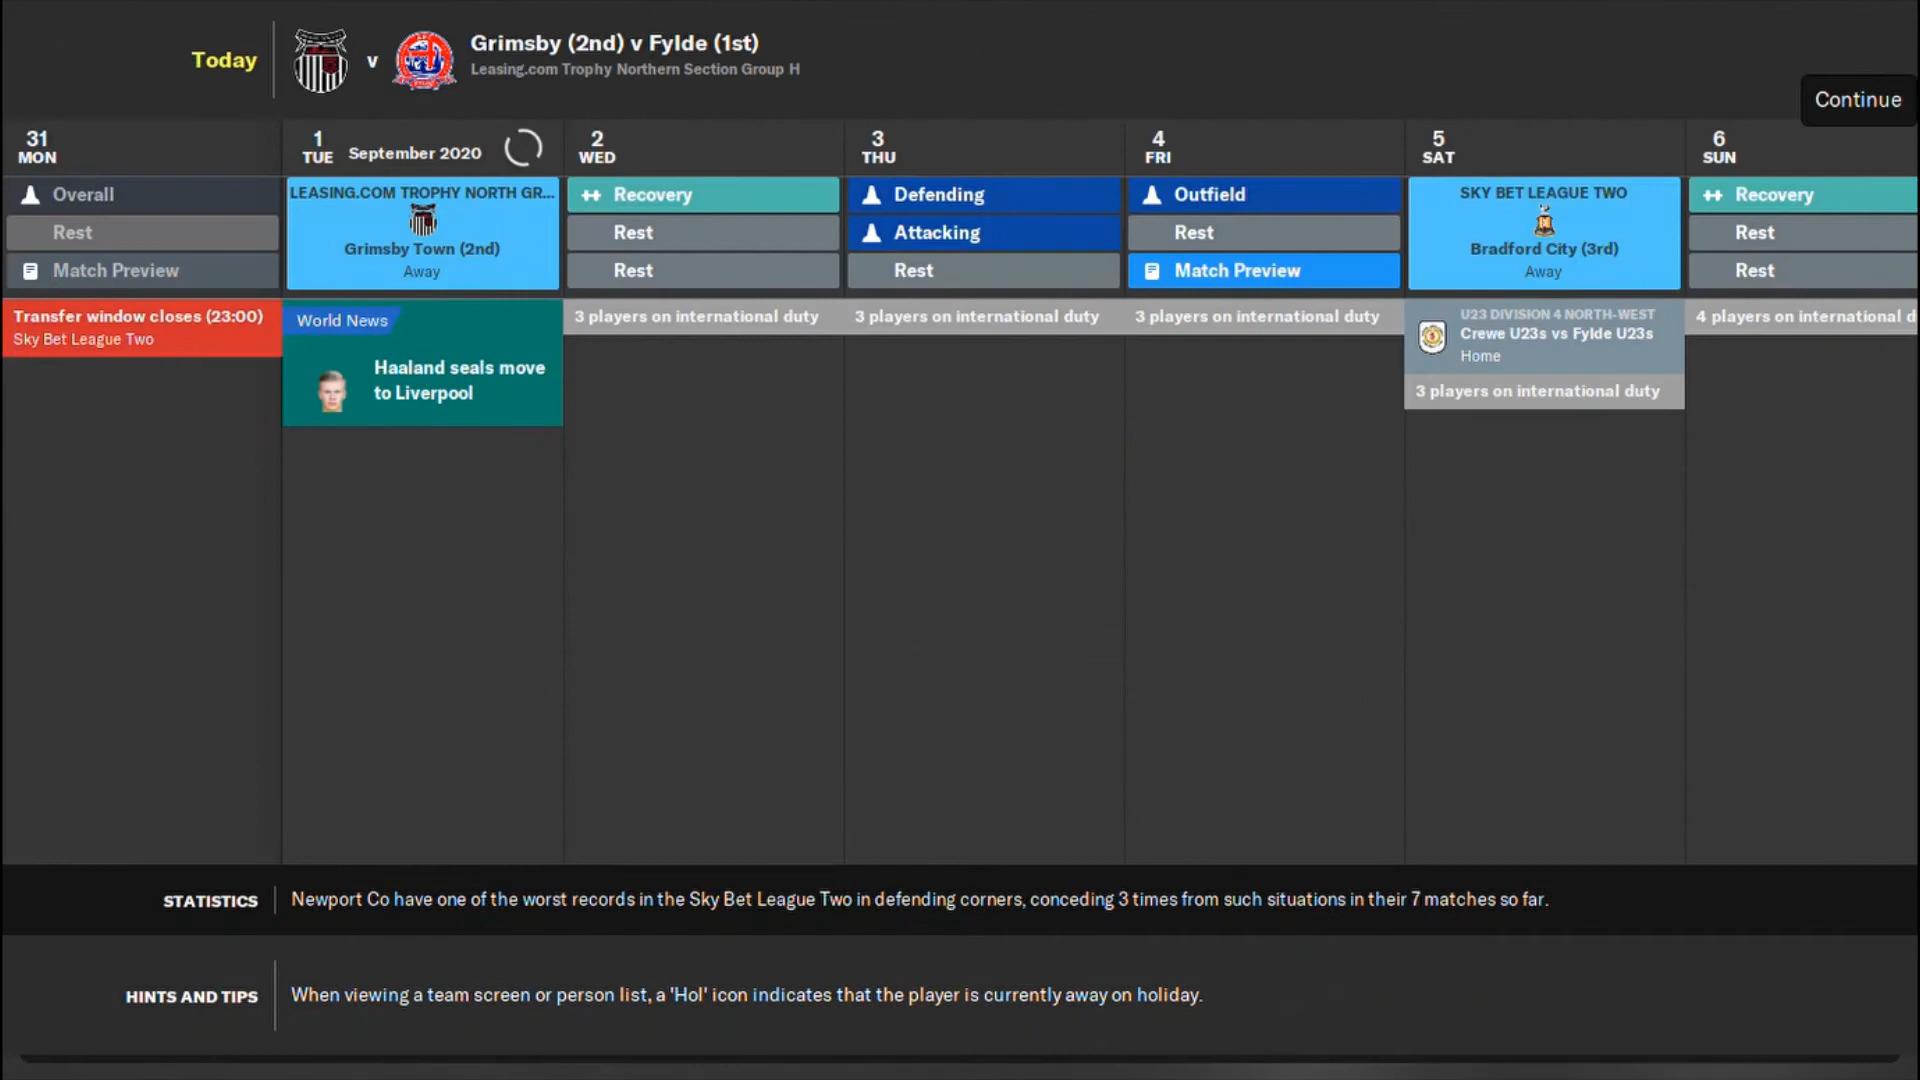 Today
v
Grimsby (2nd) v Fylde (1st)
Leasing.com Trophy Northern Section Group H
Continue
31
MON
1
TUE
September 2020
2
WED
3
THU
4
FRI
5
SAT
6
SUN
Overall
Rest
Match Preview
Transfer window closes (23:00)
Sky Bet League Two
LEASING.COM TROPHY NORTH GR...
Grimsby Town (2nd)
Away
World News
Haaland seals move
to Liverpool
Recovery
Rest
Rest
3 players on international duty
Defending
Attacking
Rest
3 players on international duty
Outfield
Rest
Match Preview
3 players on international duty
SKY BET LEAGUE TWO
Bradford City (3rd)
Away
U23 DIVISION 4 NORTH-WEST
Crewe U23s vs Fylde U23s
Home
3 players on international duty
Recovery
Rest
Rest
4 players on international d
STATISTICS
Newport Co have one of the worst records in the Sky Bet League Two in defending corners, conceding 3 times from such situations in their 7 matches so far.
HINTS AND TIPS
When viewing a team screen or person list, a 'Hol' icon indicates that the player is currently away on holiday.